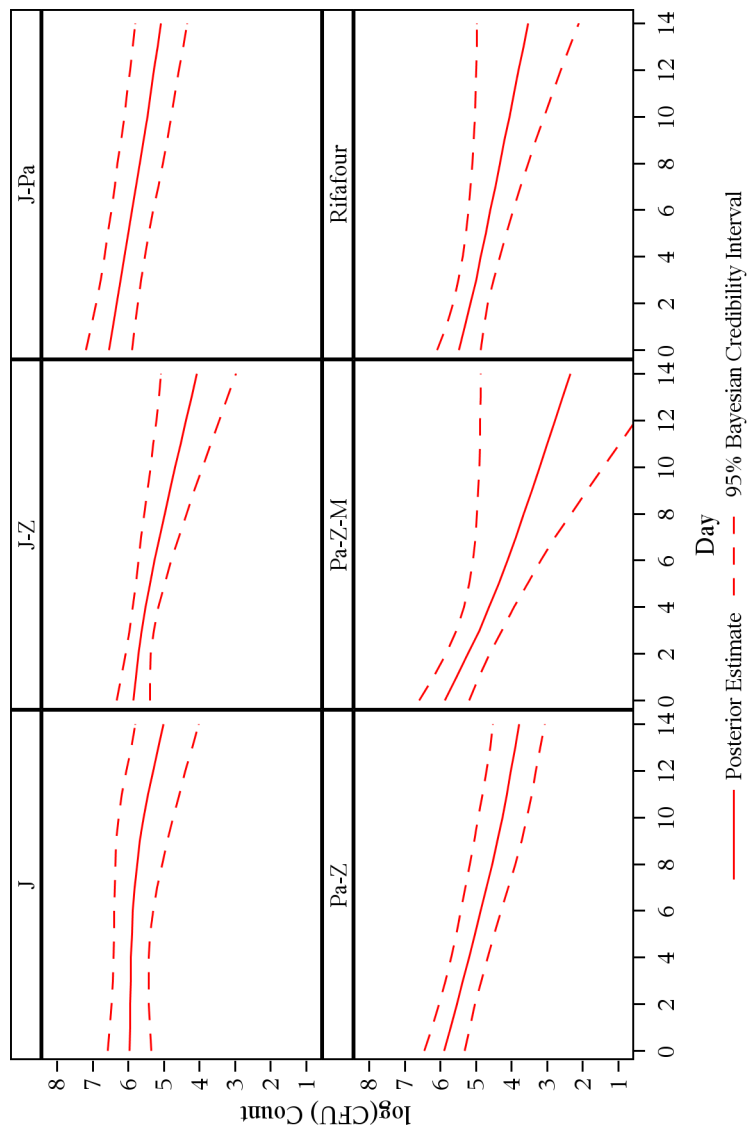 J
J-Z
J-Pa
8
7
6
5
4
3
2
1
Pa-Z
Pa-Z-M
Rifafour
8
7
6
5
4
3
2
1
log(CFU) Count
0 2 4 6 8 10 12 14
0 2 4 6 8 10 12 14
0 2 4 6 8 10 12 14
Day
Posterior Estimate 95% Bayesian Credibility Interval